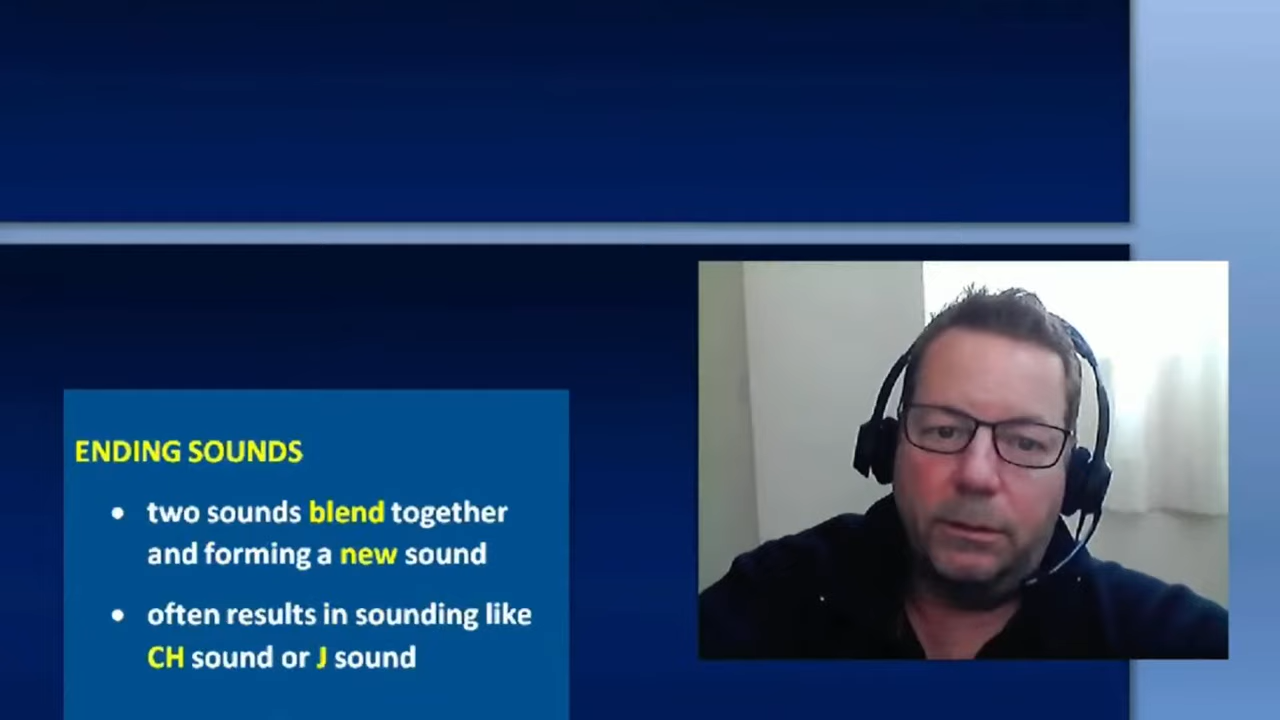 ENDING SOUNDS
• two sounds blend together
and forming a new sound
• often results in sounding like
CH sound or J sound